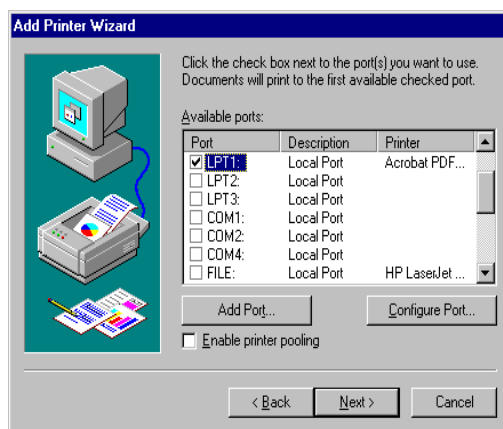 Add Printer Wizard
Click the check box next to the port(s) you want to use.
Documents will print to the first available checked port.
Available ports:
Port Description Printer
LPT1: Local Port Acrobat PDF...
LPT2: Local Port
LPT3: Local Port
COM1: Local Port
COM2: Local Port
COM4: Local Port
FILE: Local Port HP LaserJet ...
Add Port... Configure Port...
Enable printer pooling
< Back Next > Cancel